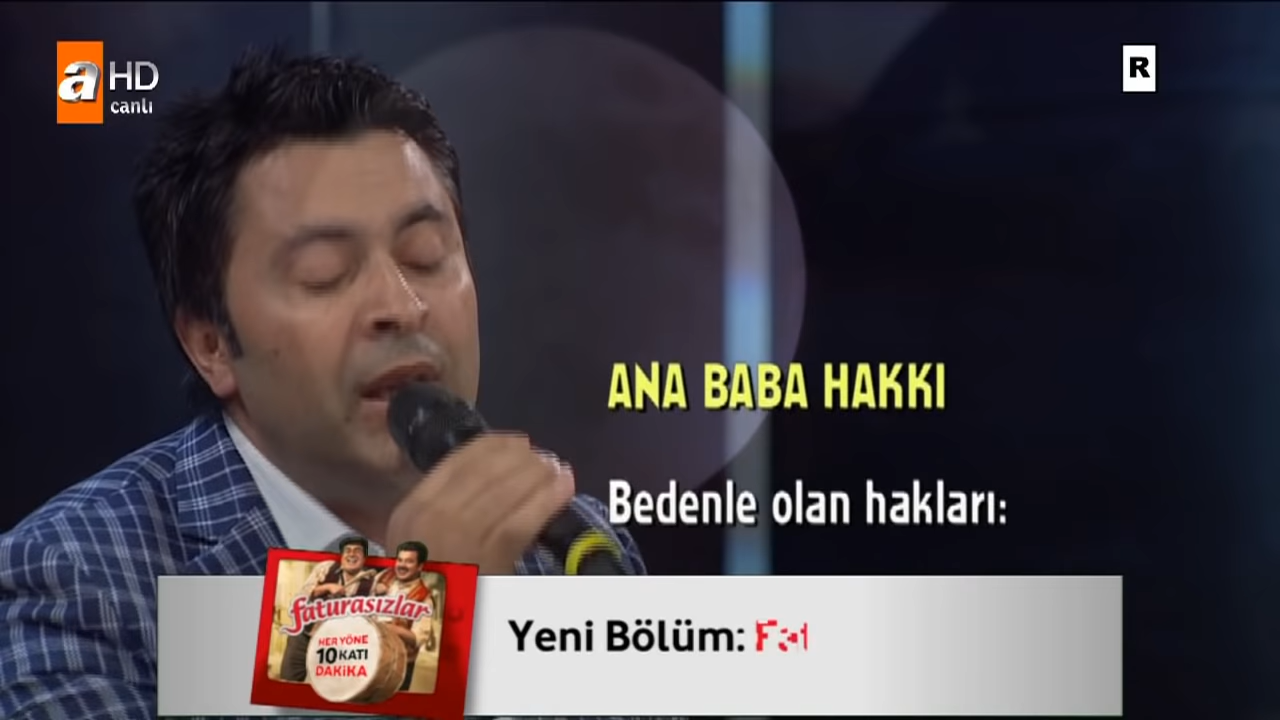 a HD
canlı
R
ANA BABA HAKKI
Bedenle olan hakları:
faturasızlar
HER YÖNE
10 KATI
DAKİKA
Yeni Bölüm: